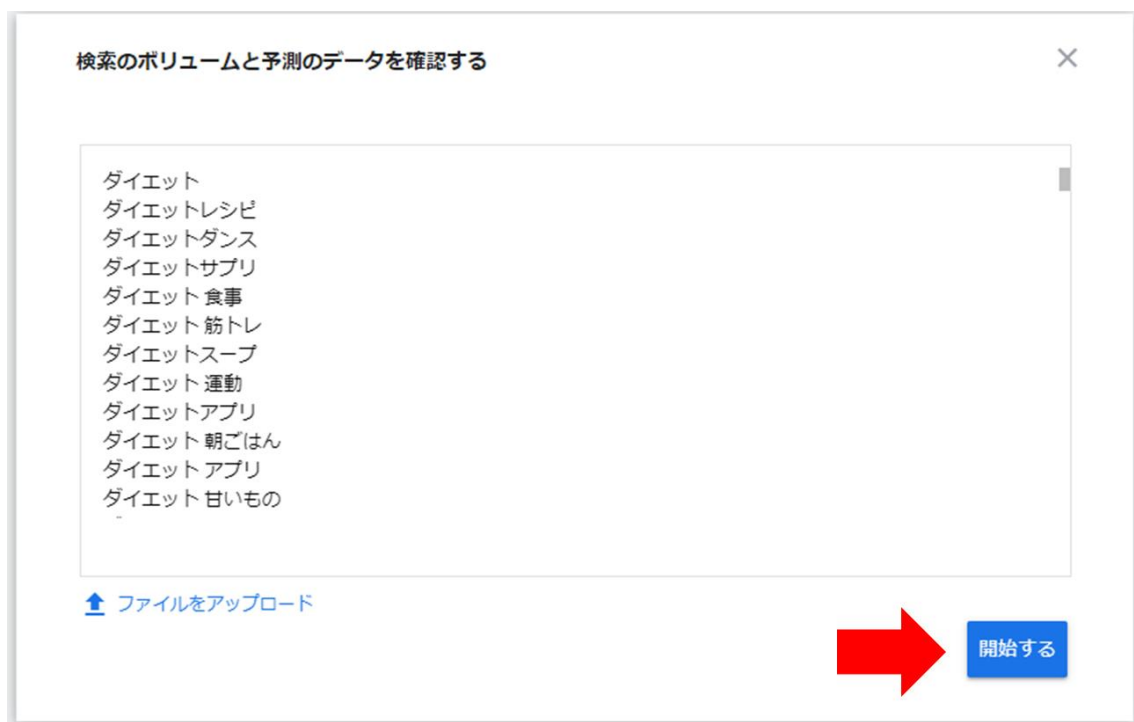 検索のボリュームと予測のデータを確認する
ダイエット
ダイエットレシピ
ダイエットダンス
ダイエットサプリ
ダイエット 食事
ダイエット 筋トレ
ダイエットスープ
ダイエット 運動
ダイエットアプリ
ダイエット 朝ごはん
ダイエット アプリ
ダイエット 甘いもの
ファイルをアップロード
開始する